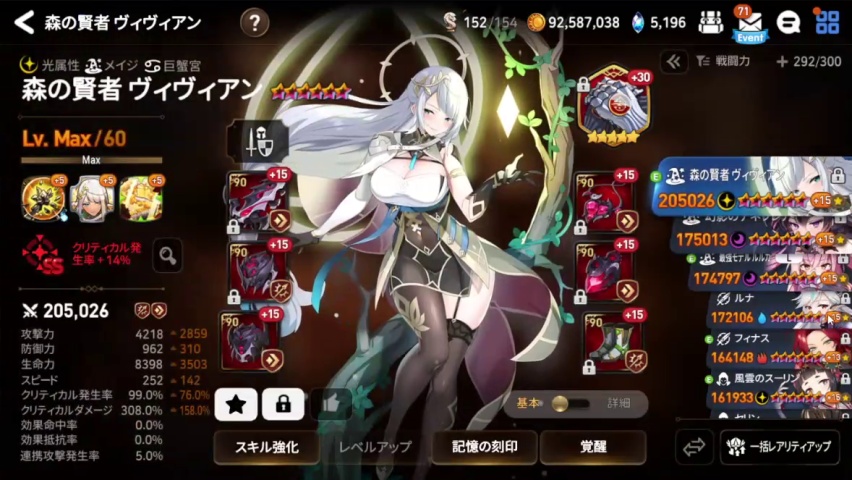 森の賢者 ヴィヴィアン
?
152/154
92,587,038
5,196
71
Event
光属性 メイジ 巨蟹宮
森の賢者 ヴィヴィアン
Lv. Max/60
Max
+5
+5
+5
SS
クリティカル発
生率 +14%
205,026
攻撃力 4218 2859
防御力 962 310
生命力 8398 3503
スピード 252 142
クリティカル発生率 99.0% 76.0%
クリティカルダメージ 308.0% 158.0%
効果命中率 0.0%
効果抵抗率 0.0%
連携攻撃発生率 5.0%
90 +15
90 +15
90 +15
+30
90 +15
90 +15
90 +15
基本
詳細
スキル強化
レベルアップ
記憶の刻印
覚醒
戦闘力
292/300
森の賢者 ヴィヴィアン
205026
+15
175013
+15
最強モデル ルルカ
174797
+15
ルナ
172106
フィナス
164148
風雲のスーリン
161933
一括レアリティアップ